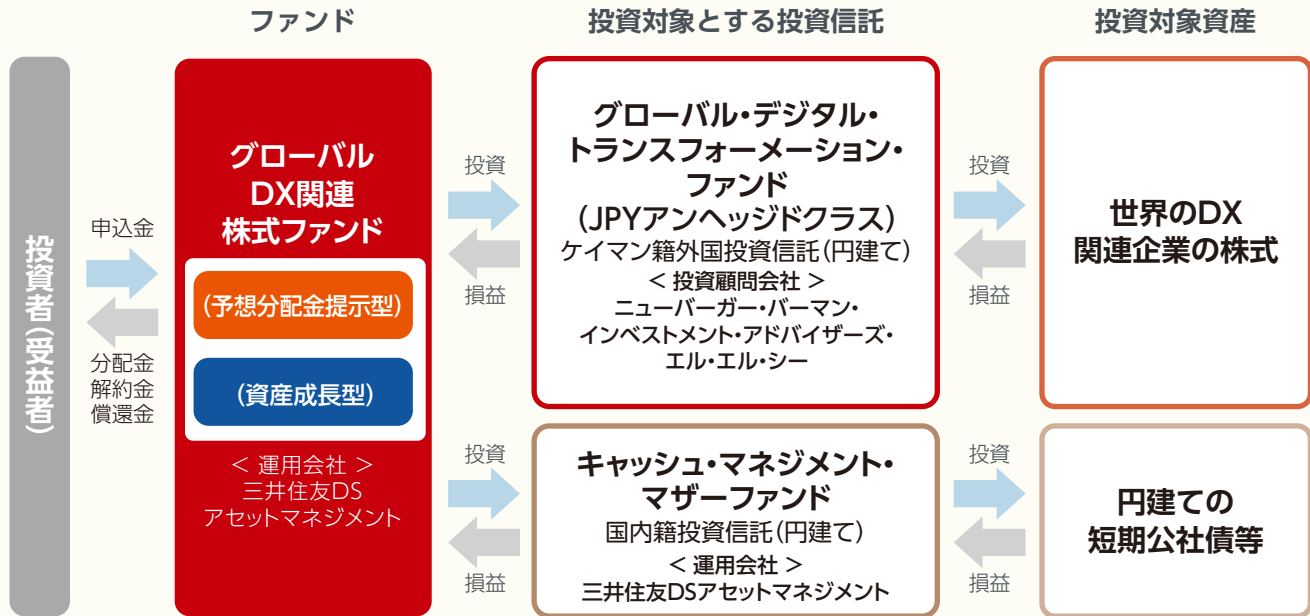 ファンド
投資対象とする投資信託
投資対象資産
投資者(受益者)
申込金
分配金
解約金
償還金
グローバル
DX関連
株式ファンド
(予想分配金提示型)
(資産成長型)
＜ 運用会社 ＞
三井住友DS
アセットマネジメント
投資
損益
グローバル・デジタル・
トランスフォーメーション・
ファンド
(JPYアンヘッジドクラス)
ケイマン籍外国投資信託(円建て)
＜ 投資顧問会社 ＞
ニューバーガー・バーマン・
インベストメント・アドバイザーズ・
エル・エル・シー
投資
損益
世界のDX
関連企業の株式
投資
損益
キャッシュ・マネジメント・
マザーファンド
国内籍投資信託(円建て)
＜ 運用会社 ＞
三井住友DSアセットマネジメント
投資
損益
円建ての
短期公社債等